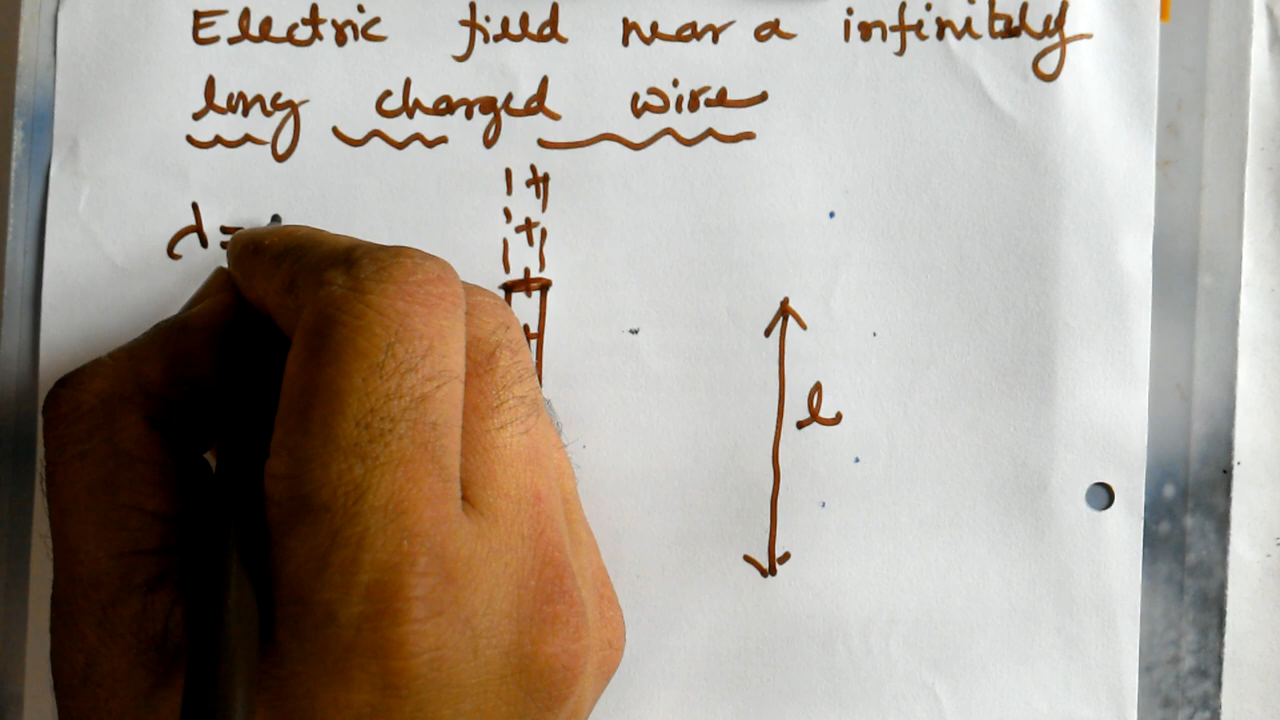 Electric field near a infinitely
long charged wire
+
+
+
λ =
+
l